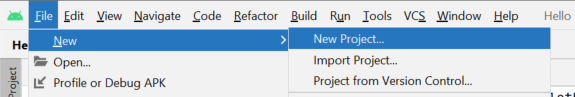 File Edit View Navigate Code Refactor Build Run Tools VCS Window Help Hello
He
New New Project...
Open... Import Project...
Profile or Debug APK Project from Version Control...
Project